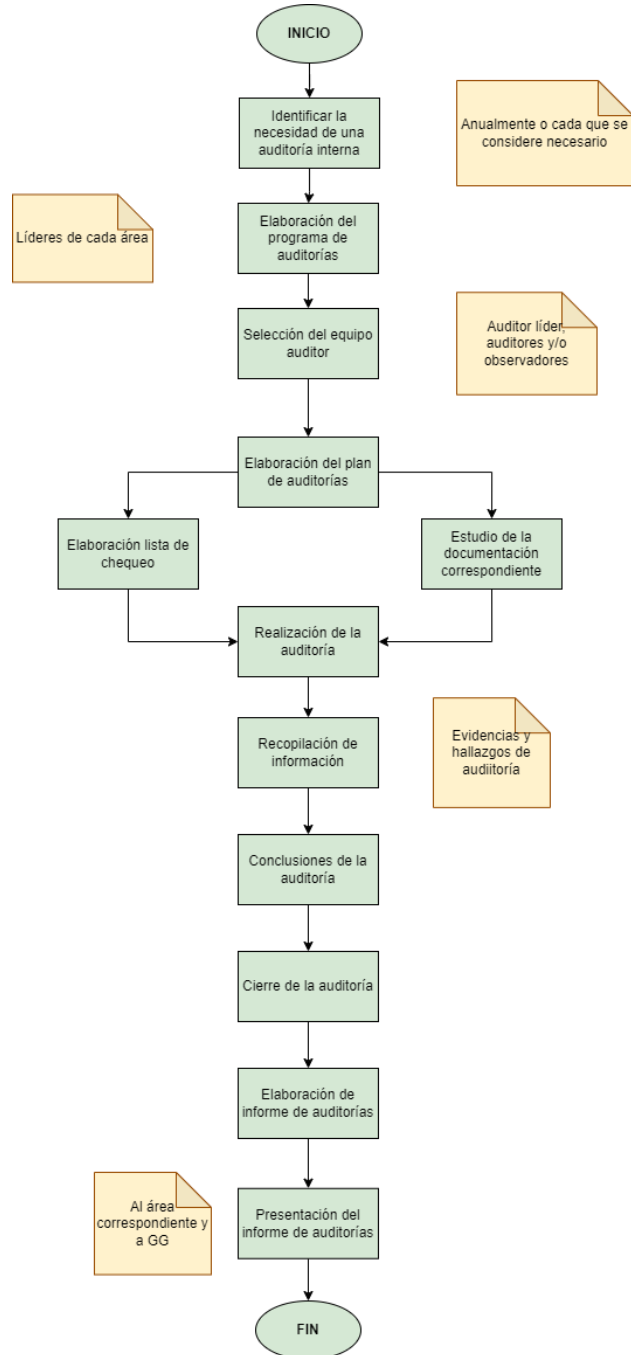 INICIO
Identificar la
necesidad de una
auditoría interna
Anualmente o cada que se
considere necesario
Líderes de cada área
Elaboración del
programa de
auditorías
Selección del equipo
auditor
Auditor líder,
auditores y/o
observadores
Elaboración del plan
de auditorías
Elaboración lista de
chequeo
Estudio de la
documentación
correspondiente
Realización de la
auditoría
Recopilación de
información
Evidencias y
hallazgos de
audiitoría
Conclusiones de la
auditoría
Cierre de la auditoría
Elaboración de
informe de auditorías
Al área
correspondiente y
a GG
Presentación del
informe de auditorías
FIN